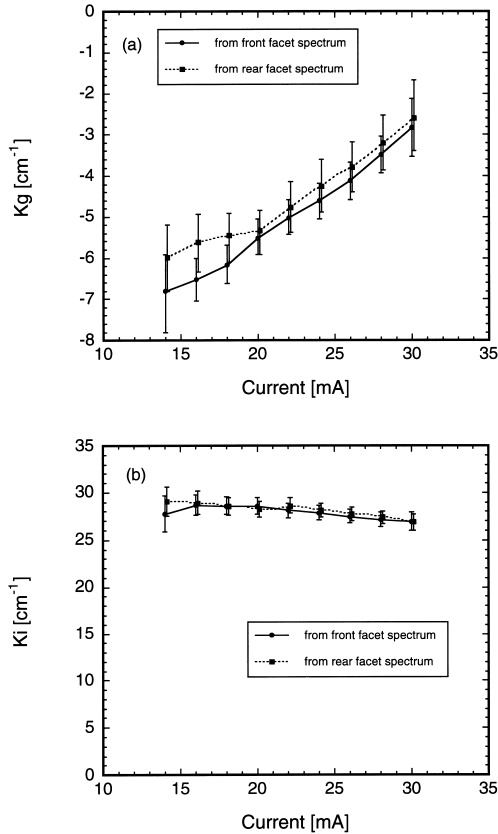 0
(a)
from front facet spectrum
from rear facet spectrum
-1
-2
-3
-4
-5
-6
-7
-8
Kg [cm⁻¹]
10 15 20 25 30 35
Current [mA]
35
(b)
30
25
20
15
10
5
0
Ki [cm⁻¹]
from front facet spectrum
from rear facet spectrum
10 15 20 25 30 35
Current [mA]